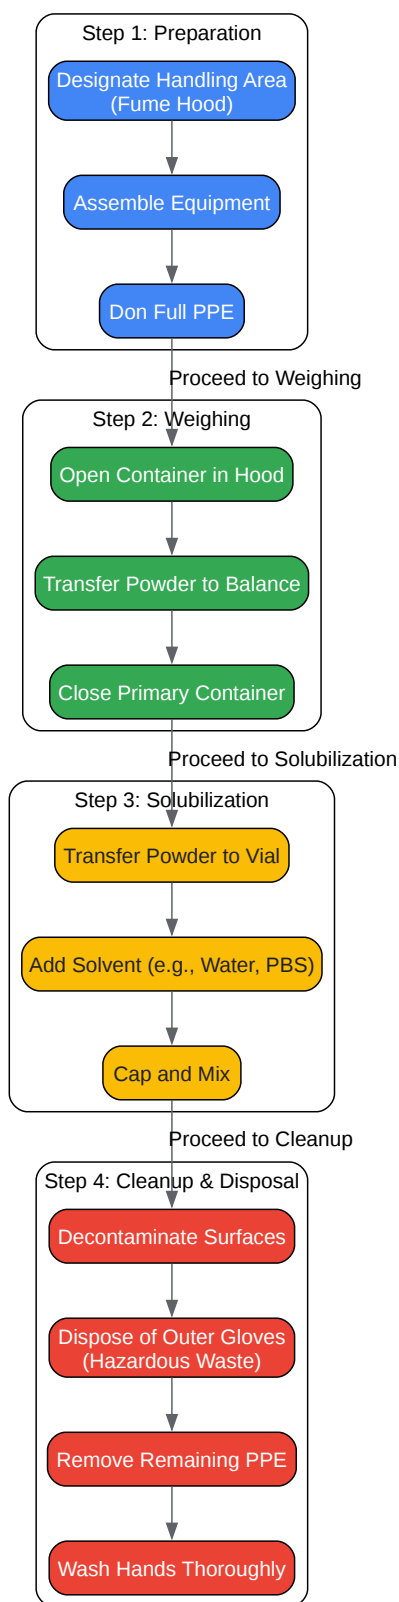 Step 1: Preparation
Designate Handling Area
(Fume Hood)
Assemble Equipment
Don Full PPE
Proceed to Weighing
Step 2: Weighing
Open Container in Hood
Transfer Powder to Balance
Close Primary Container
Proceed to Solubilization
Step 3: Solubilization
Transfer Powder to Vial
Add Solvent (e.g., Water, PBS)
Cap and Mix
Proceed to Cleanup
Step 4: Cleanup & Disposal
Decontaminate Surfaces
Dispose of Outer Gloves
(Hazardous Waste)
Remove Remaining PPE
Wash Hands Thoroughly